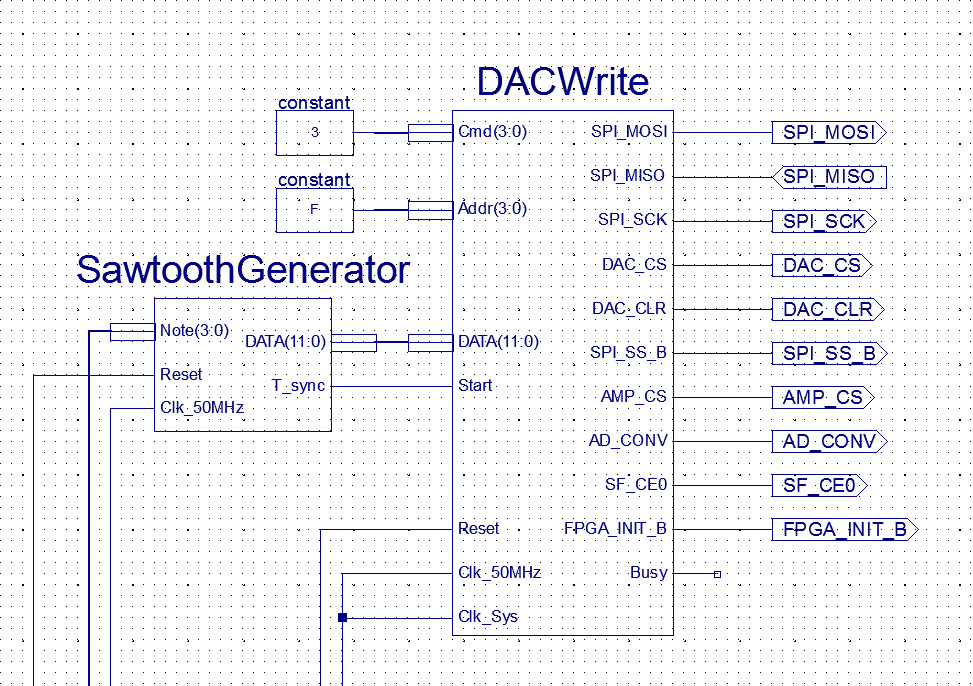 DACWrite
constant
3
Cmd(3:0)
SPI_MOSI
SPI_MOSI
SPI_MISO
SPI_MISO
constant
F
Addr(3:0)
SPI_SCK
SPI_SCK
SawtoothGenerator
DAC_CS
DAC_CS
DAC_CLR
DAC_CLR
Note(3:0)
DATA(11:0)
DATA(11:0)
SPI_SS_B
SPI_SS_B
Reset
T_sync
Start
AMP_CS
AMP_CS
Clk_50MHz
AD_CONV
AD_CONV
SF_CE0
SF_CE0
Reset
FPGA_INIT_B
FPGA_INIT_B
Clk_50MHz
Busy
Clk_Sys